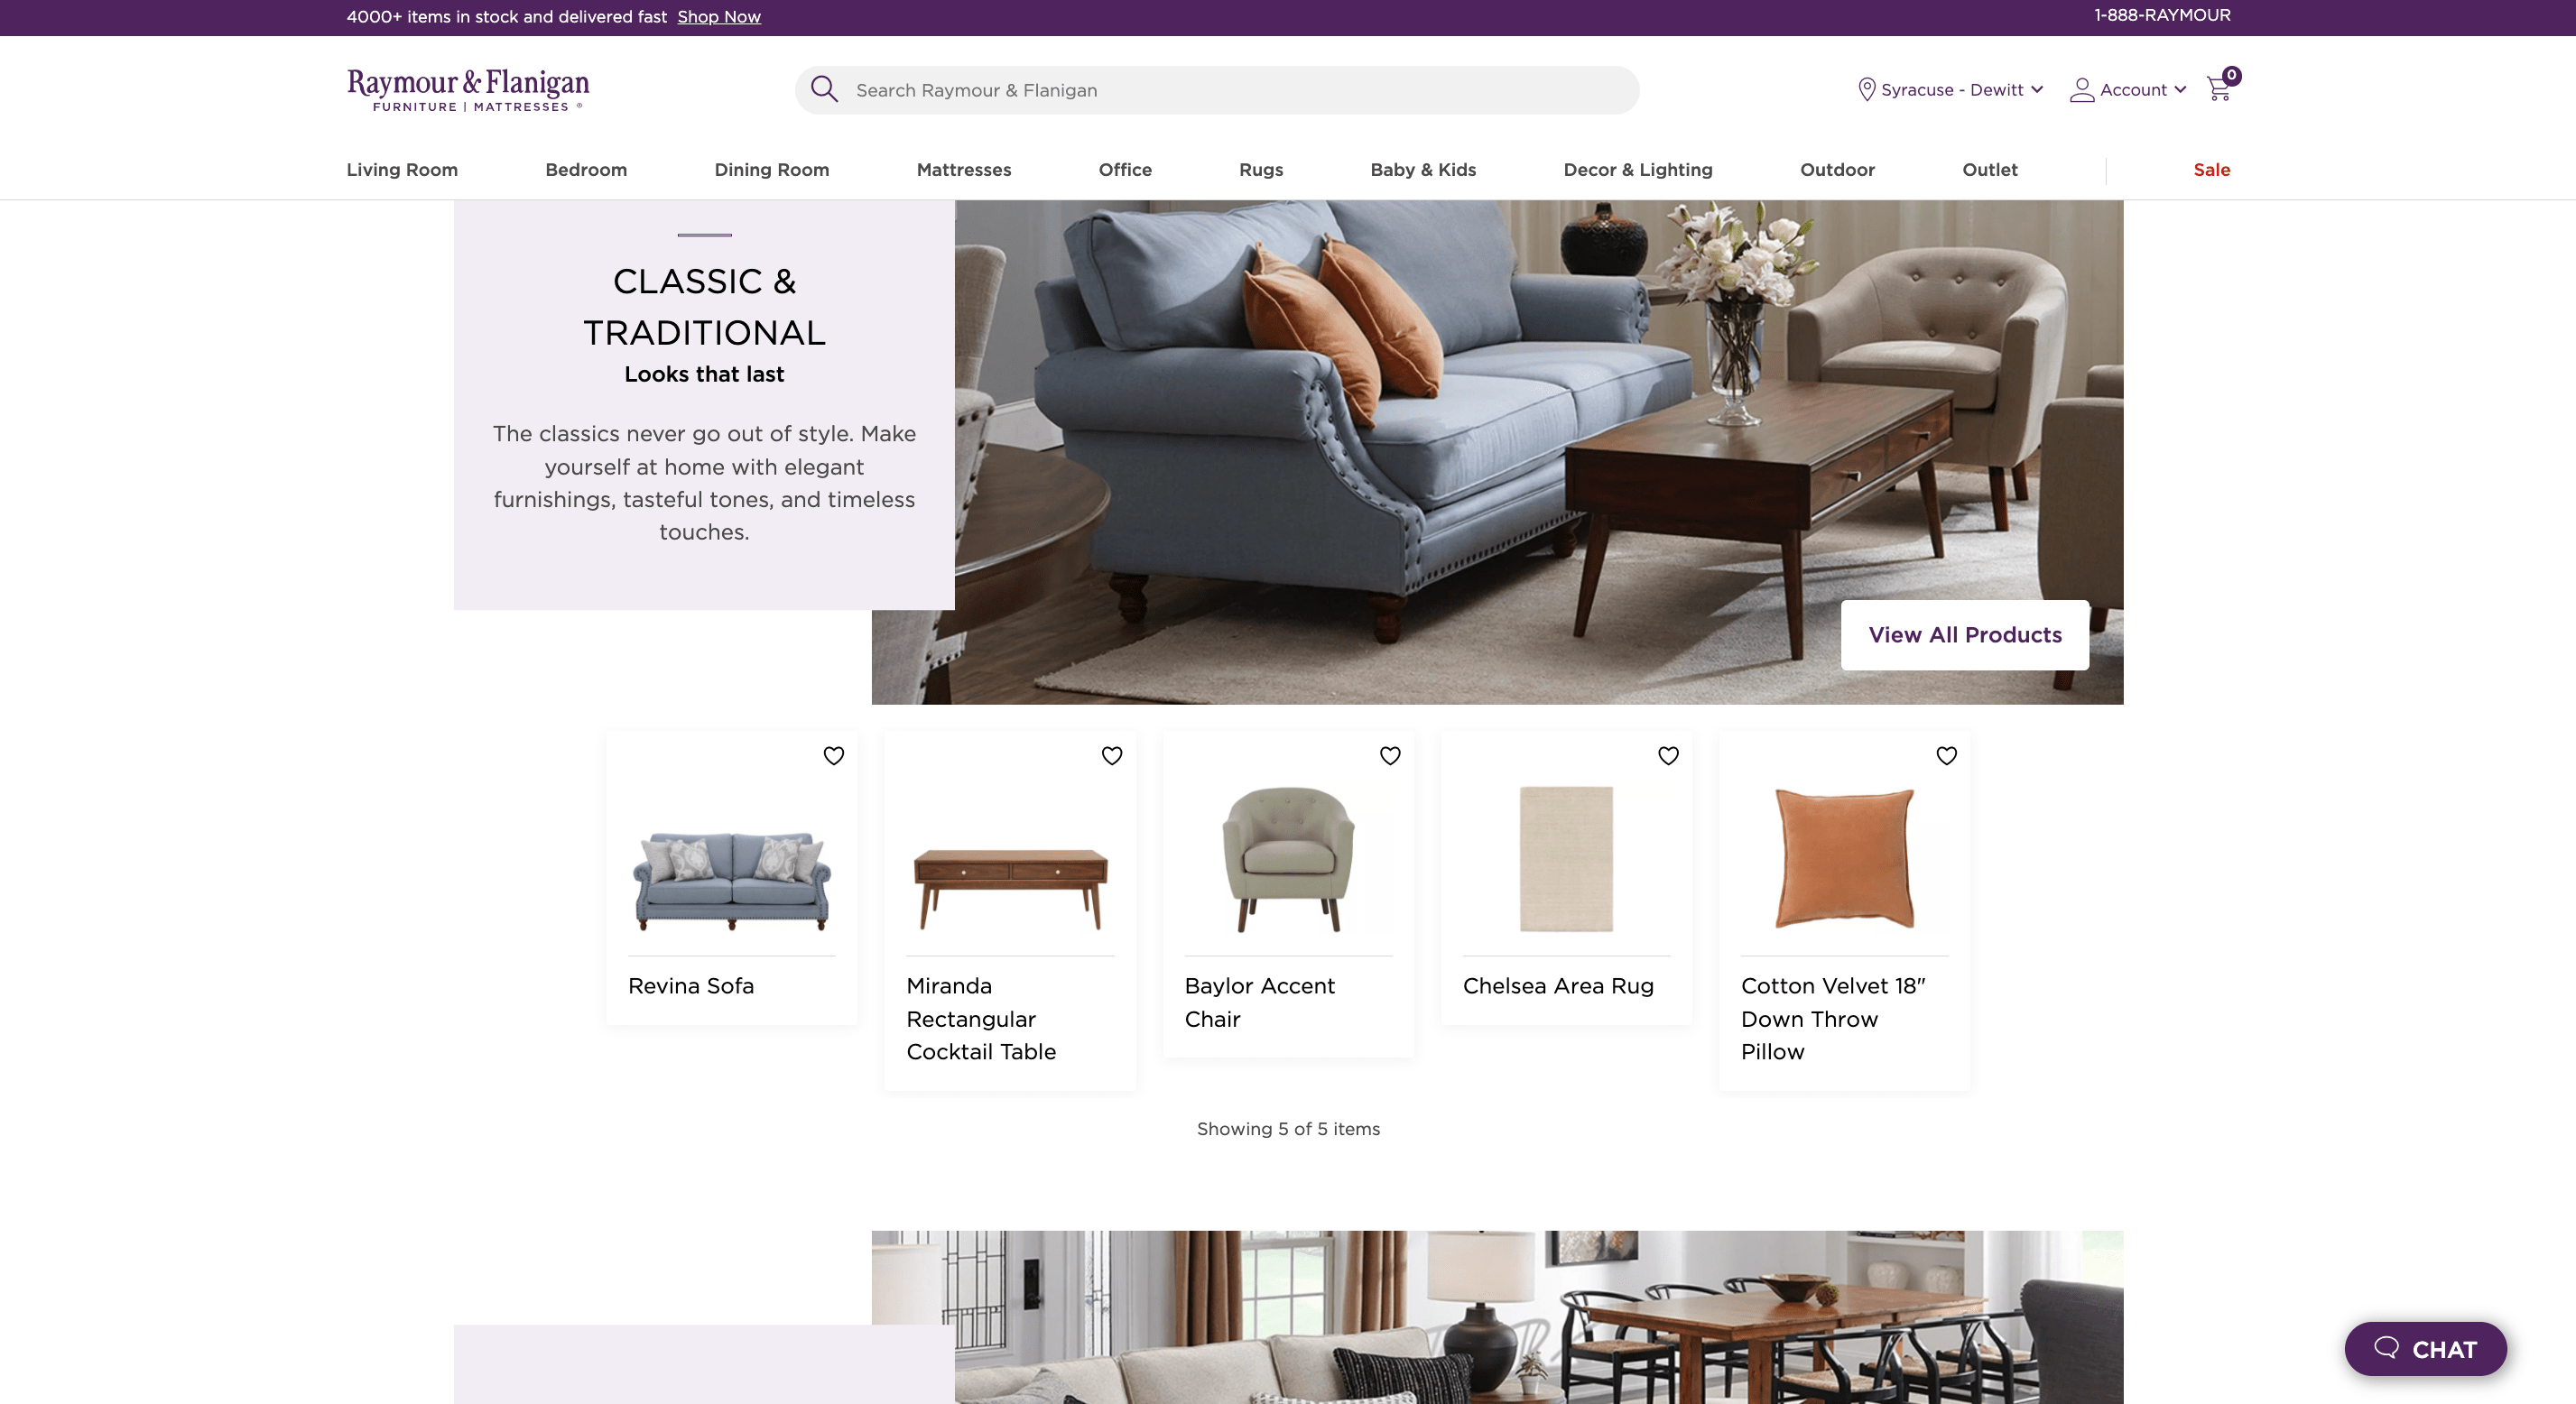 4000+ items in stock and delivered fast Shop Now
1-888-RAYMOUR
Raymour & Flanigan
FURNITURE | MATTRESSES ®
Search Raymour & Flanigan
Syracuse - Dewitt
Account
0
Living Room
Bedroom
Dining Room
Mattresses
Office
Rugs
Baby & Kids
Decor & Lighting
Outdoor
Outlet
Sale
CLASSIC &
TRADITIONAL
Looks that last
The classics never go out of style. Make
yourself at home with elegant
furnishings, tasteful tones, and timeless
touches.
View All Products
Revina Sofa
Miranda
Rectangular
Cocktail Table
Baylor Accent
Chair
Chelsea Area Rug
Cotton Velvet 18"
Down Throw
Pillow
Showing 5 of 5 items
CHAT